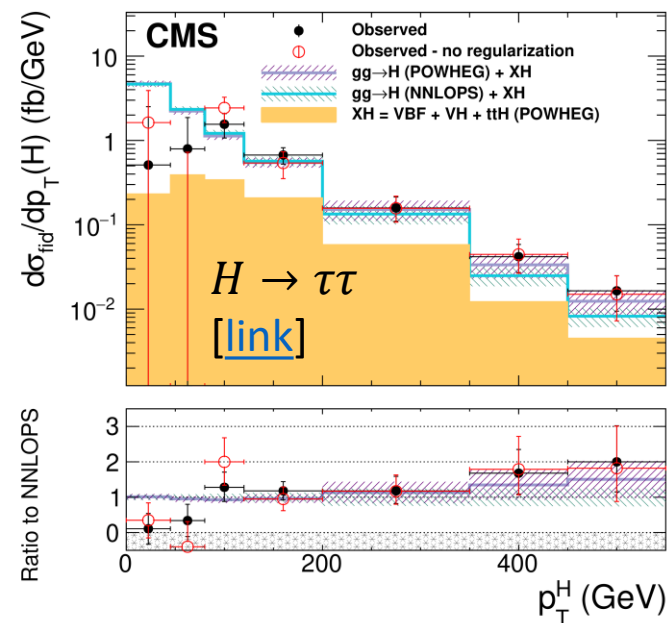 CMS
Observed
Observed - no regularization
gg→H (POWHEG) + XH
gg→H (NNLOPS) + XH
XH = VBF + VH + ttH (POWHEG)
dσ_fid/dp_T(H) (fb/GeV)
10
1
10⁻¹
10⁻²
H → ττ
[link]
Ratio to NNLOPS
3
2
1
0
0 200 400
p_T^H (GeV)